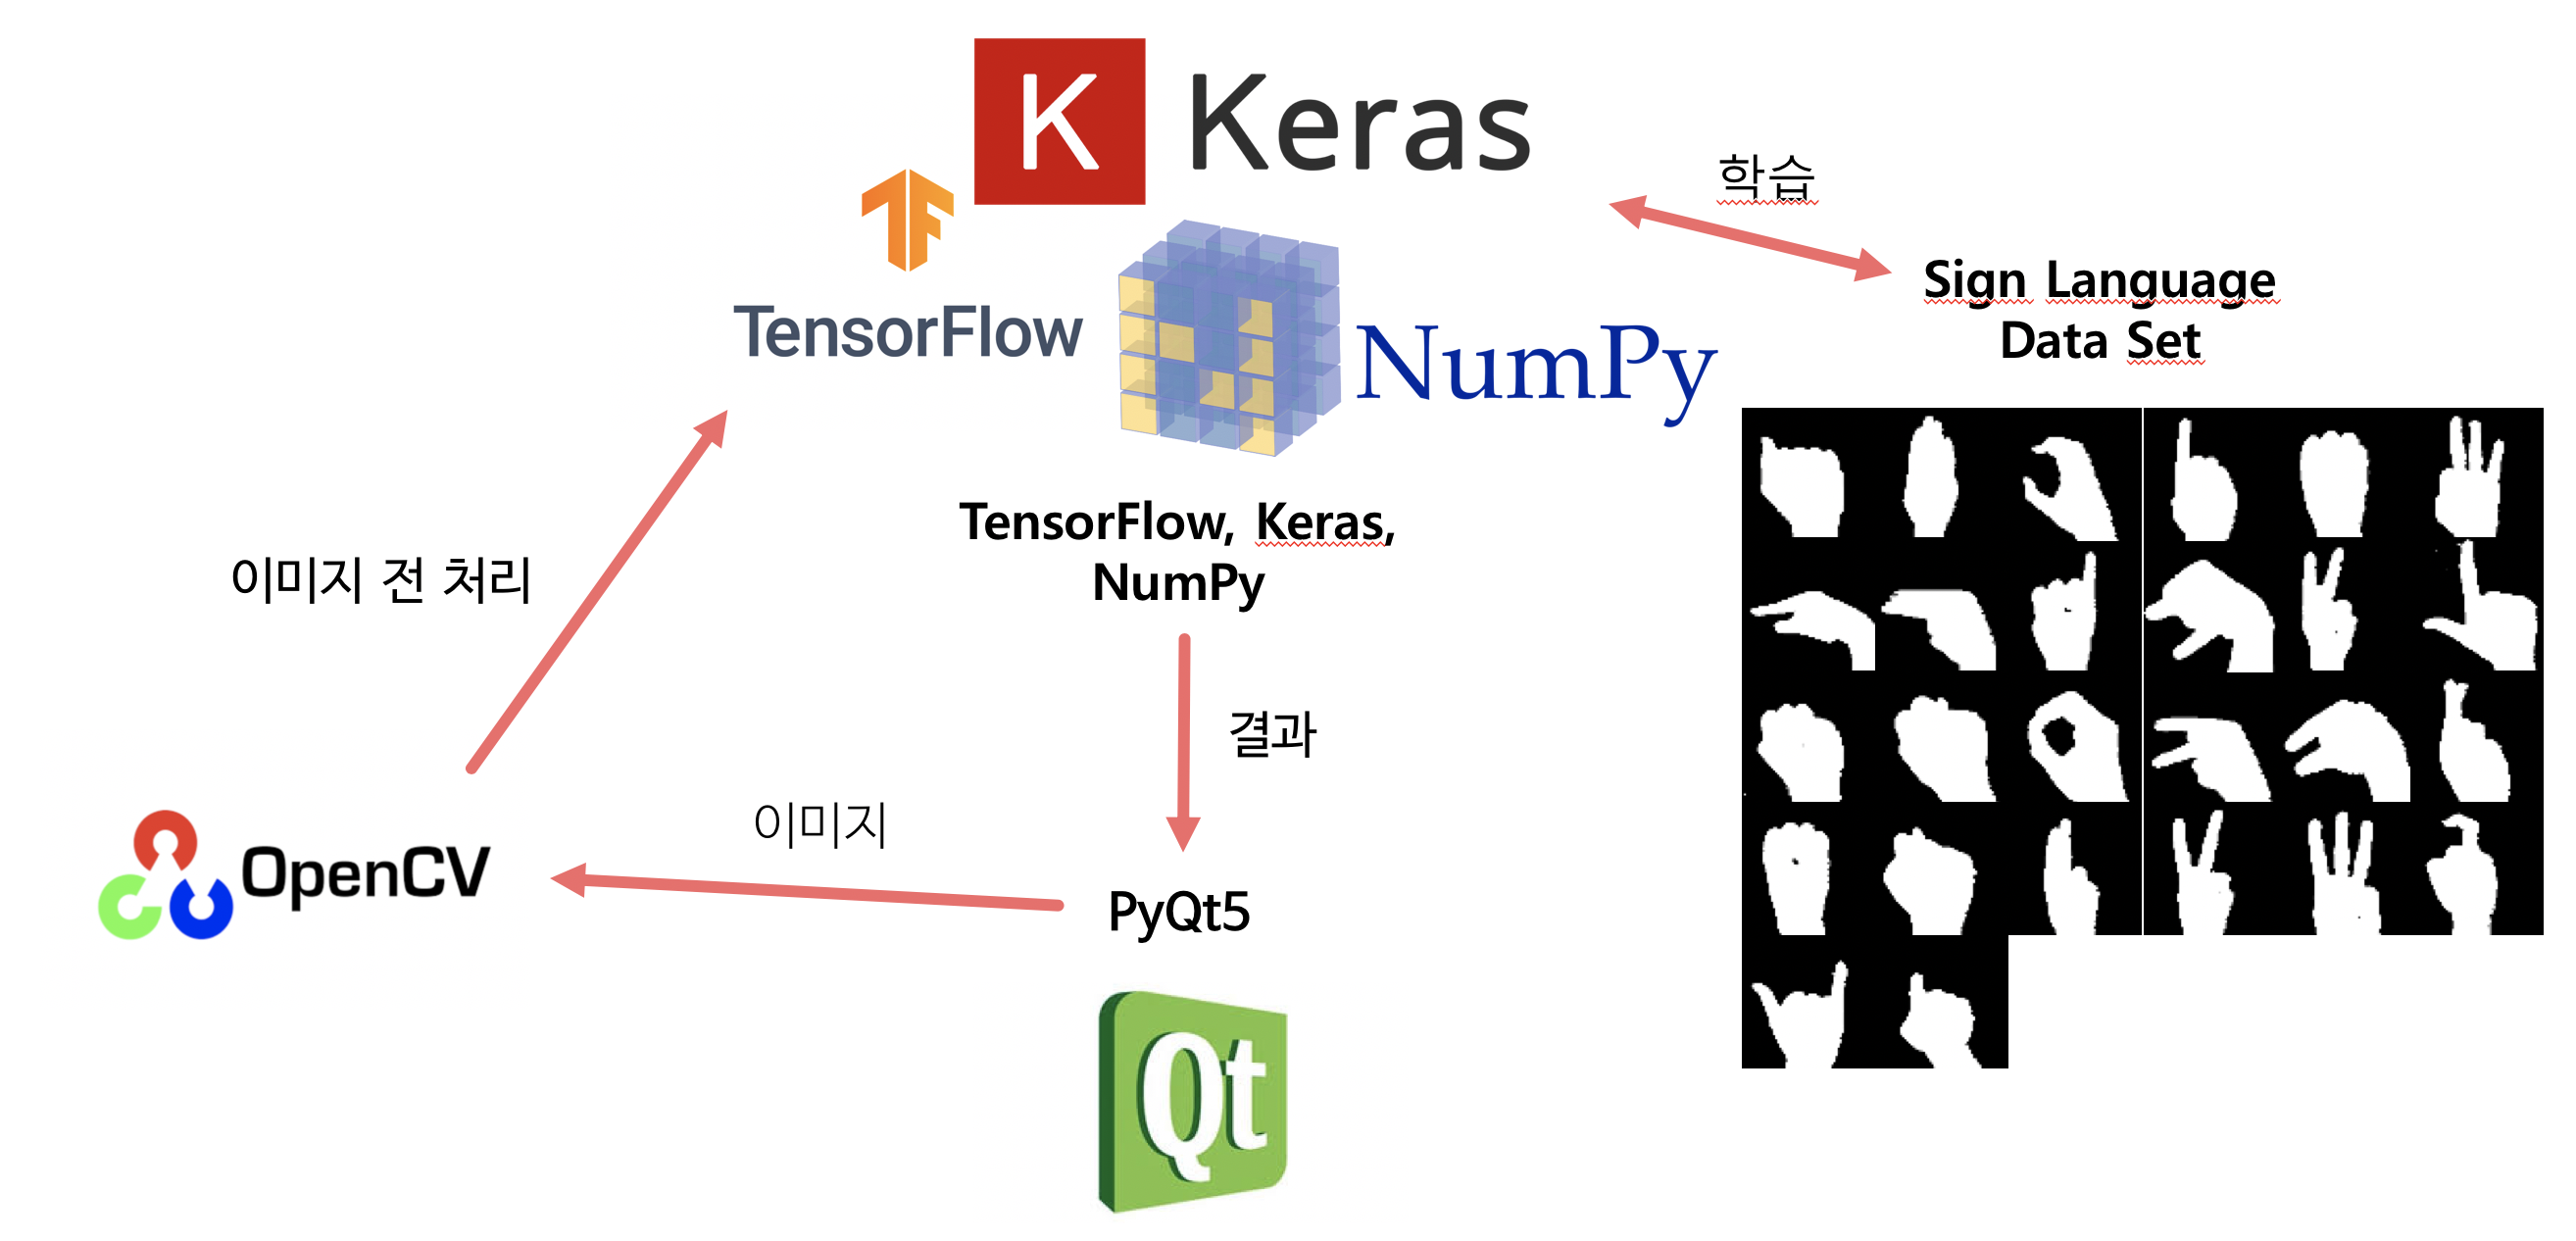 K Keras
TensorFlow
NumPy
학습
Sign Language
Data Set
TensorFlow, Keras,
NumPy
이미지 전 처리
결과
이미지
OpenCV
PyQt5
Qt